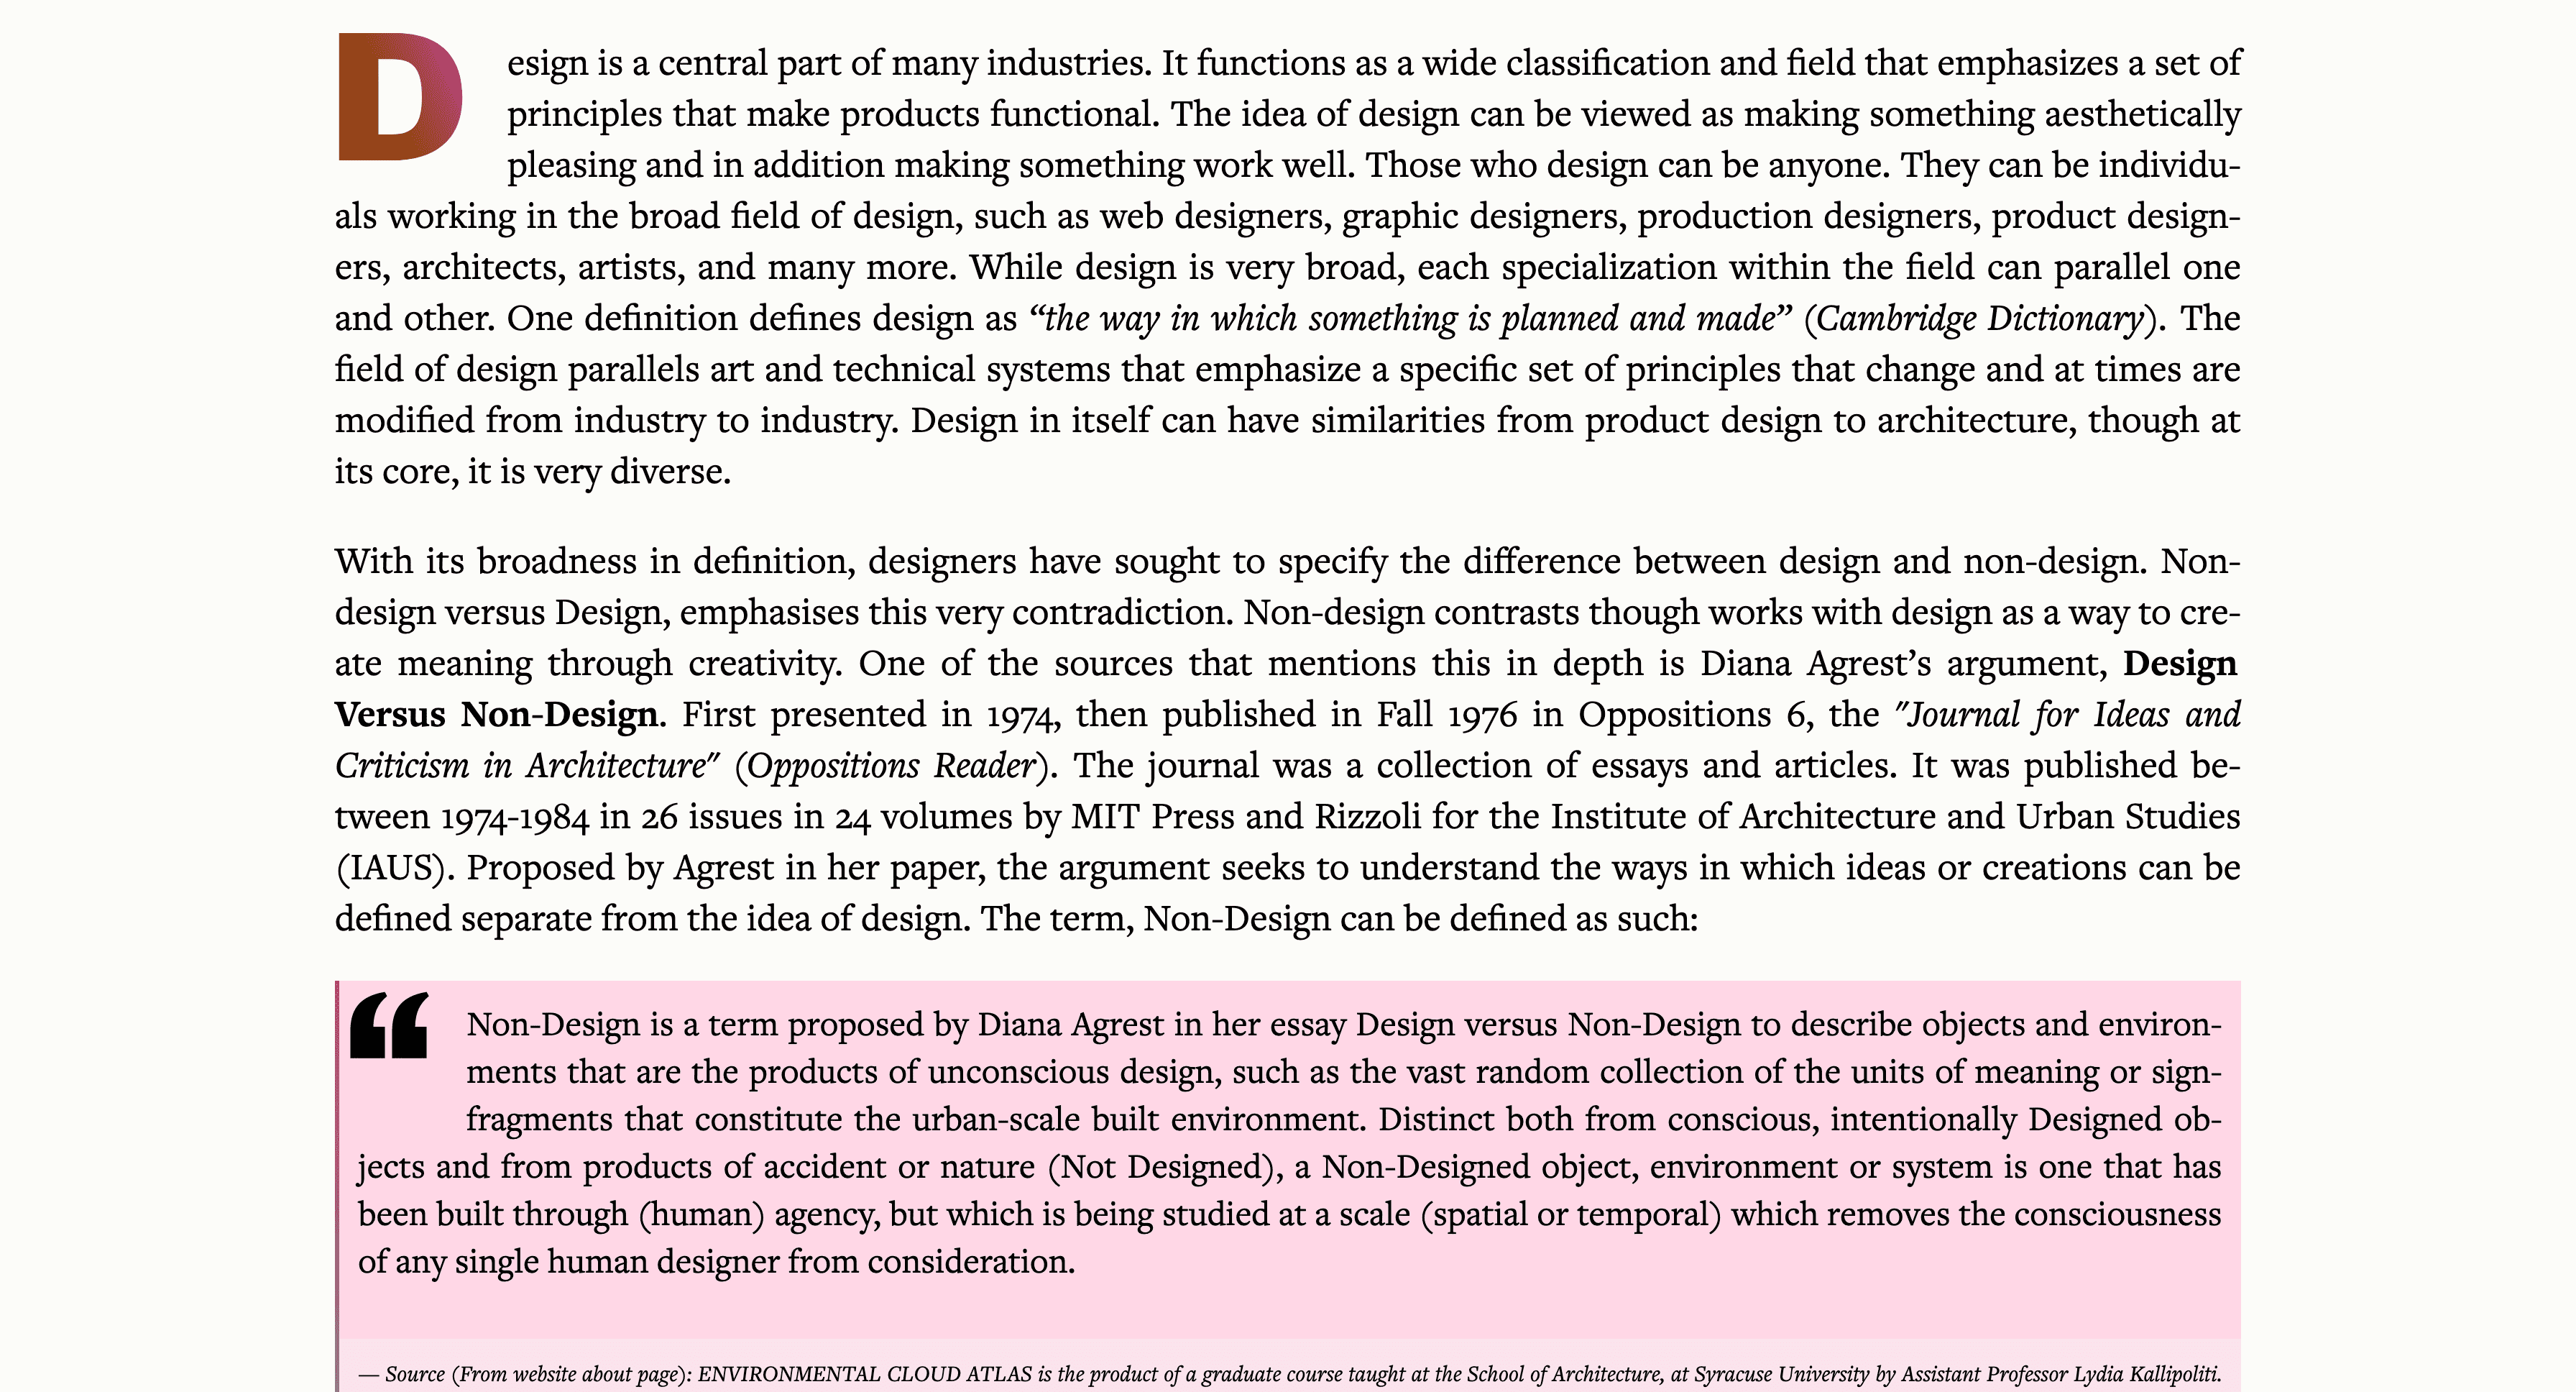 Design is a central part of many industries. It functions as a wide classification and field that emphasizes a set of
principles that make products functional. The idea of design can be viewed as making something aesthetically
pleasing and in addition making something work well. Those who design can be anyone. They can be individu-
als working in the broad field of design, such as web designers, graphic designers, production designers, product design-
ers, architects, artists, and many more. While design is very broad, each specialization within the field can parallel one
and other. One definition defines design as “the way in which something is planned and made” (Cambridge Dictionary). The
field of design parallels art and technical systems that emphasize a specific set of principles that change and at times are
modified from industry to industry. Design in itself can have similarities from product design to architecture, though at
its core, it is very diverse.
With its broadness in definition, designers have sought to specify the difference between design and non-design. Non-
design versus Design, emphasises this very contradiction. Non-design contrasts though works with design as a way to cre-
ate meaning through creativity. One of the sources that mentions this in depth is Diana Agrest’s argument, Design
Versus Non-Design. First presented in 1974, then published in Fall 1976 in Oppositions 6, the "Journal for Ideas and
Criticism in Architecture" (Oppositions Reader). The journal was a collection of essays and articles. It was published be-
tween 1974-1984 in 26 issues in 24 volumes by MIT Press and Rizzoli for the Institute of Architecture and Urban Studies
(IAUS). Proposed by Agrest in her paper, the argument seeks to understand the ways in which ideas or creations can be
defined separate from the idea of design. The term, Non-Design can be defined as such:
“Non-Design is a term proposed by Diana Agrest in her essay Design versus Non-Design to describe objects and environ-
ments that are the products of unconscious design, such as the vast random collection of the units of meaning or sign-
fragments that constitute the urban-scale built environment. Distinct both from conscious, intentionally Designed ob-
jects and from products of accident or nature (Not Designed), a Non-Designed object, environment or system is one that has
been built through (human) agency, but which is being studied at a scale (spatial or temporal) which removes the consciousness
of any single human designer from consideration.
— Source (From website about page): ENVIRONMENTAL CLOUD ATLAS is the product of a graduate course taught at the School of Architecture, at Syracuse University by Assistant Professor Lydia Kallipoliti.